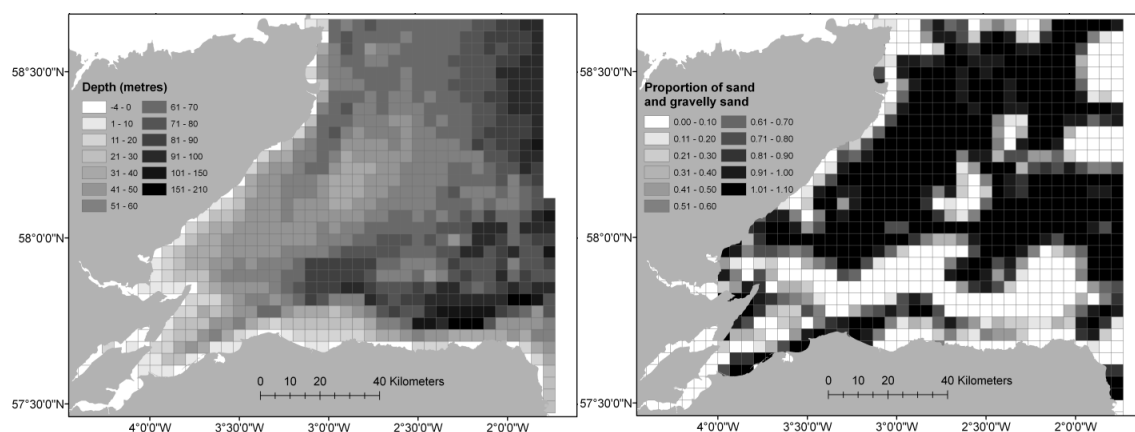 58°30'0"N
58°0'0"N
57°30'0"N
Depth (metres)
-4 - 0
1 - 10
11 - 20
21 - 30
31 - 40
41 - 50
51 - 60
61 - 70
71 - 80
81 - 90
91 - 100
101 - 150
151 - 210
0 10 20 40 Kilometers
4°0'0"W 3°30'0"W 3°0'0"W 2°30'0"W 2°0'0"W
58°30'0"N
58°0'0"N
57°30'0"N
Proportion of sand
and gravelly sand
0.00 - 0.10
0.11 - 0.20
0.21 - 0.30
0.31 - 0.40
0.41 - 0.50
0.51 - 0.60
0.61 - 0.70
0.71 - 0.80
0.81 - 0.90
0.91 - 1.00
1.01 - 1.10
0 10 20 40 Kilometers
4°0'0"W 3°30'0"W 3°0'0"W 2°30'0"W 2°0'0"W